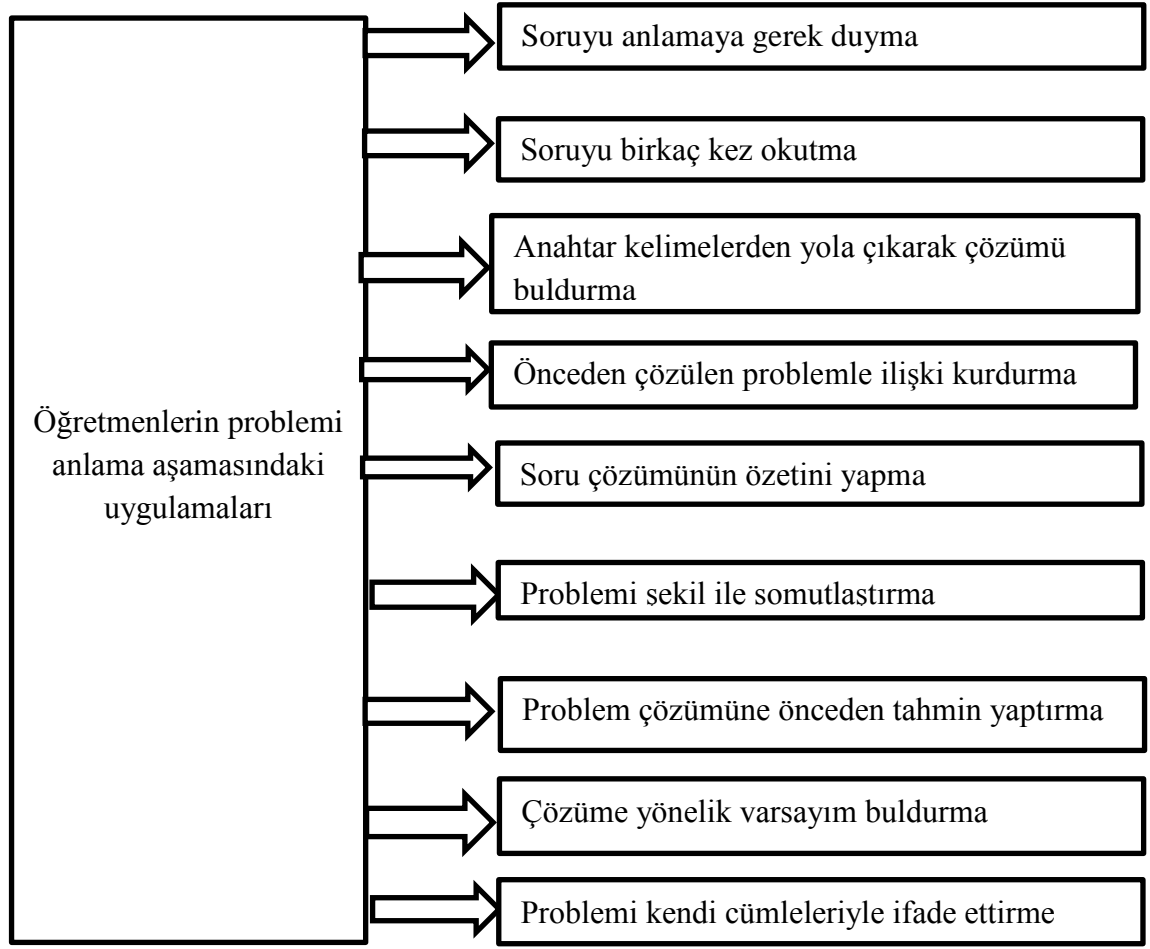 Soruyu anlamaya gerek duyma
Soruyu birkaç kez okutma
Anahtar kelimelerden yola çıkarak çözümü
buldurma
Önceden çözülen problemle ilişki kurdurma
Öğretmenlerin problemi
anlama aşamasındaki
uygulamaları
Soru çözümünün özetini yapma
Problemi sekil ile somutlastırma
Problem çözümüne önceden tahmin yaptırma
Çözüme yönelik varsayım buldurma
Problemi kendi cümleleriyle ifade ettirme